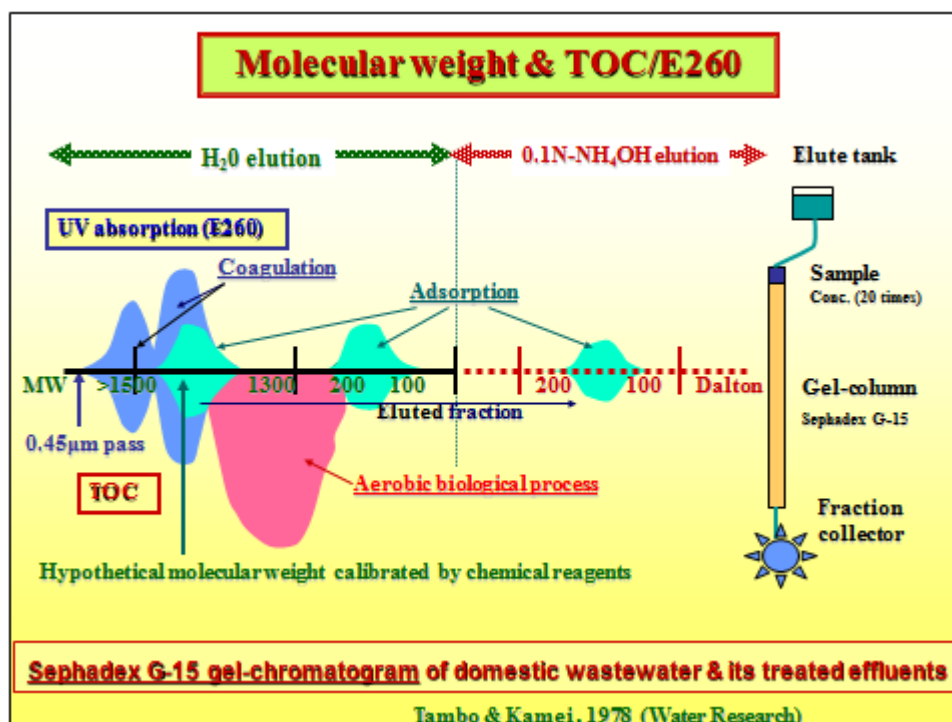 Molecular weight & TOC/E260
H₂0 elution
0.1N-NH₄OH elution
Elute tank
UV absorption (E260)
Coagulation
Adsorption
Sample
Conc. (20 times)
MW >1500 1300 200 100 200 100 Dalton
Gel-column
Sephadex G-15
Eluted fraction
0.45μm pass
TOC
Aerobic biological process
Fraction
collector
Hypothetical molecular weight calibrated by chemical reagents
Sephadex G-15 gel-chromatogram of domestic wastewater & its treated effluents
Tambo & Kamei, 1978 (Water Research)